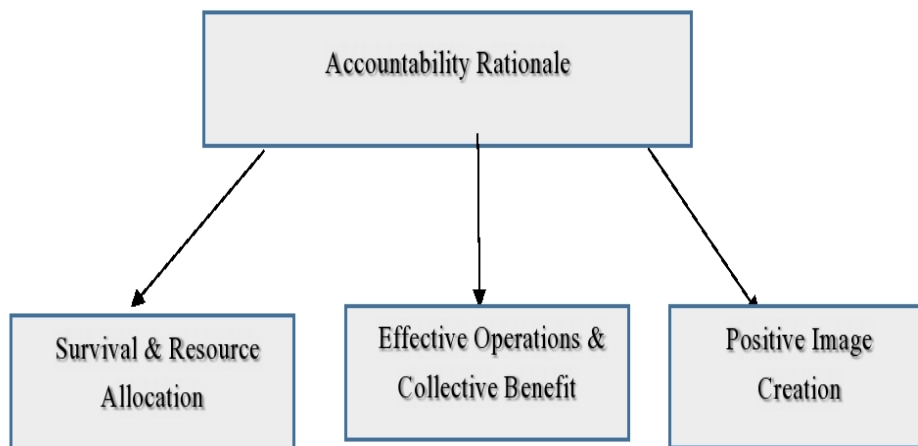 Accountability Rationale
Survival & Resource
Allocation
Effective Operations &
Collective Benefit
Positive Image
Creation